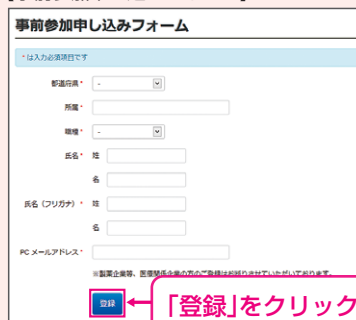 事前参加申し込みフォーム
*は入力必須項目です
都道府県* -
所属*
職種* -
氏名* 姓
名
氏名（フリガナ）* 姓
名
PC メールアドレス*
※製薬企業等、医療関係企業の方のご登録はお断りさせていただいております。
登録
「登録」をクリック